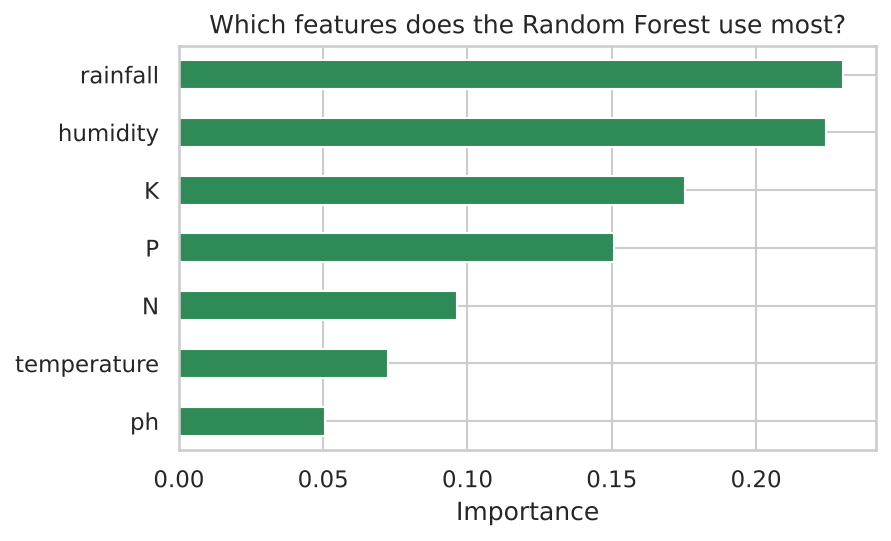 Which features does the Random Forest use most?
rainfall
humidity
K
P
N
temperature
ph
0.00 0.05 0.10 0.15 0.20
Importance